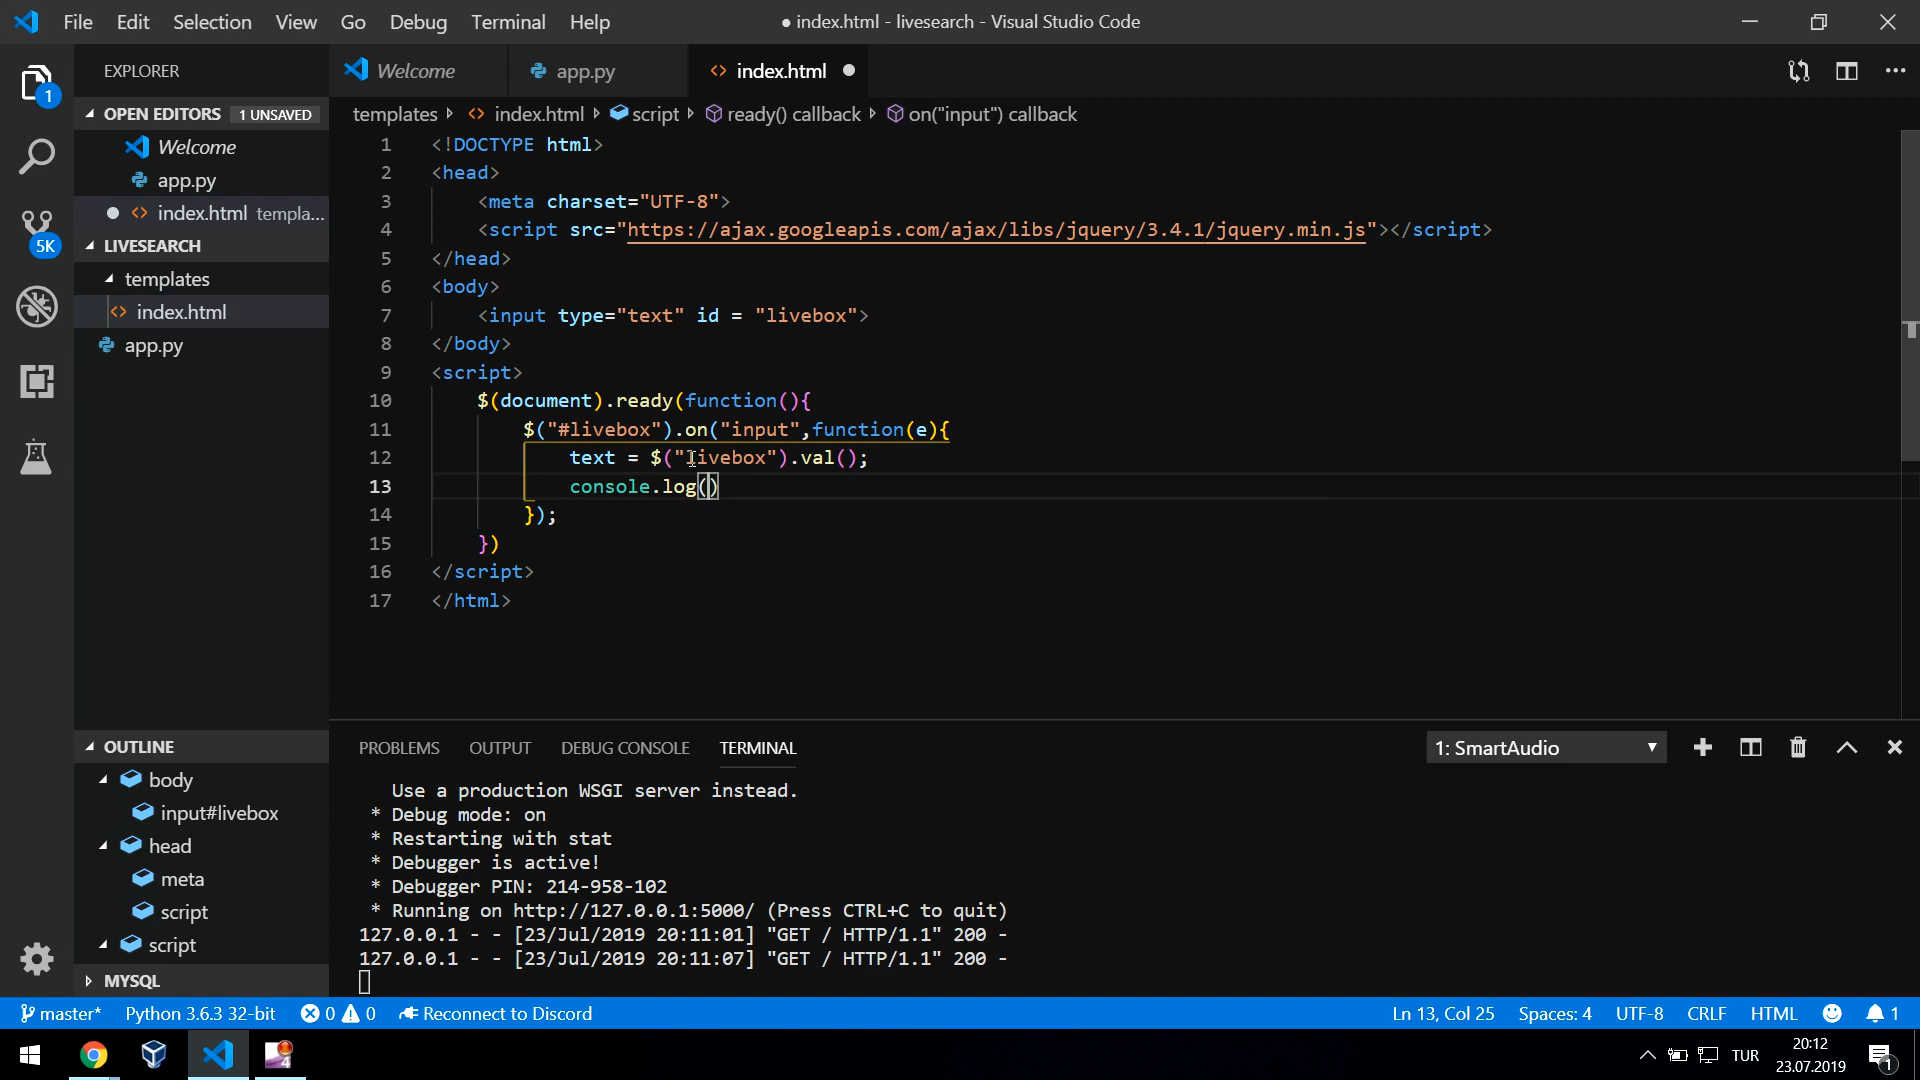 File Edit Selection View Go Debug Terminal Help ● index.html - livesearch - Visual Studio Code
EXPLORER
Welcome app.py index.html
OPEN EDITORS 1 UNSAVED
Welcome
app.py
index.html templa...
LIVESEARCH
templates
index.html
app.py
OUTLINE
body
input#livebox
head
meta
script
script
MYSQL
1
5K
templates index.html script ready() callback on("input") callback
1 <!DOCTYPE html>
2 <head>
3 <meta charset="UTF-8">
4 <script src="https://ajax.googleapis.com/ajax/libs/jquery/3.4.1/jquery.min.js"></script>
5 </head>
6 <body>
7 <input type="text" id = "livebox">
8 </body>
9 <script>
10 $(document).ready(function(){
11 $("#livebox").on("input",function(e){
12 text = $("livebox").val();
13 console.log()
14 });
15 })
16 </script>
17 </html>
PROBLEMS OUTPUT DEBUG CONSOLE TERMINAL 1: SmartAudio
Use a production WSGI server instead.
* Debug mode: on
* Restarting with stat
* Debugger is active!
* Debugger PIN: 214-958-102
* Running on http://127.0.0.1:5000/ (Press CTRL+C to quit)
127.0.0.1 - - [23/Jul/2019 20:11:01] "GET / HTTP/1.1" 200 -
127.0.0.1 - - [23/Jul/2019 20:11:07] "GET / HTTP/1.1" 200 -
master* Python 3.6.3 32-bit 0 0 Reconnect to Discord Ln 13, Col 25 Spaces: 4 UTF-8 CRLF HTML 1
4 TUR 20:12
23.07.2019 1